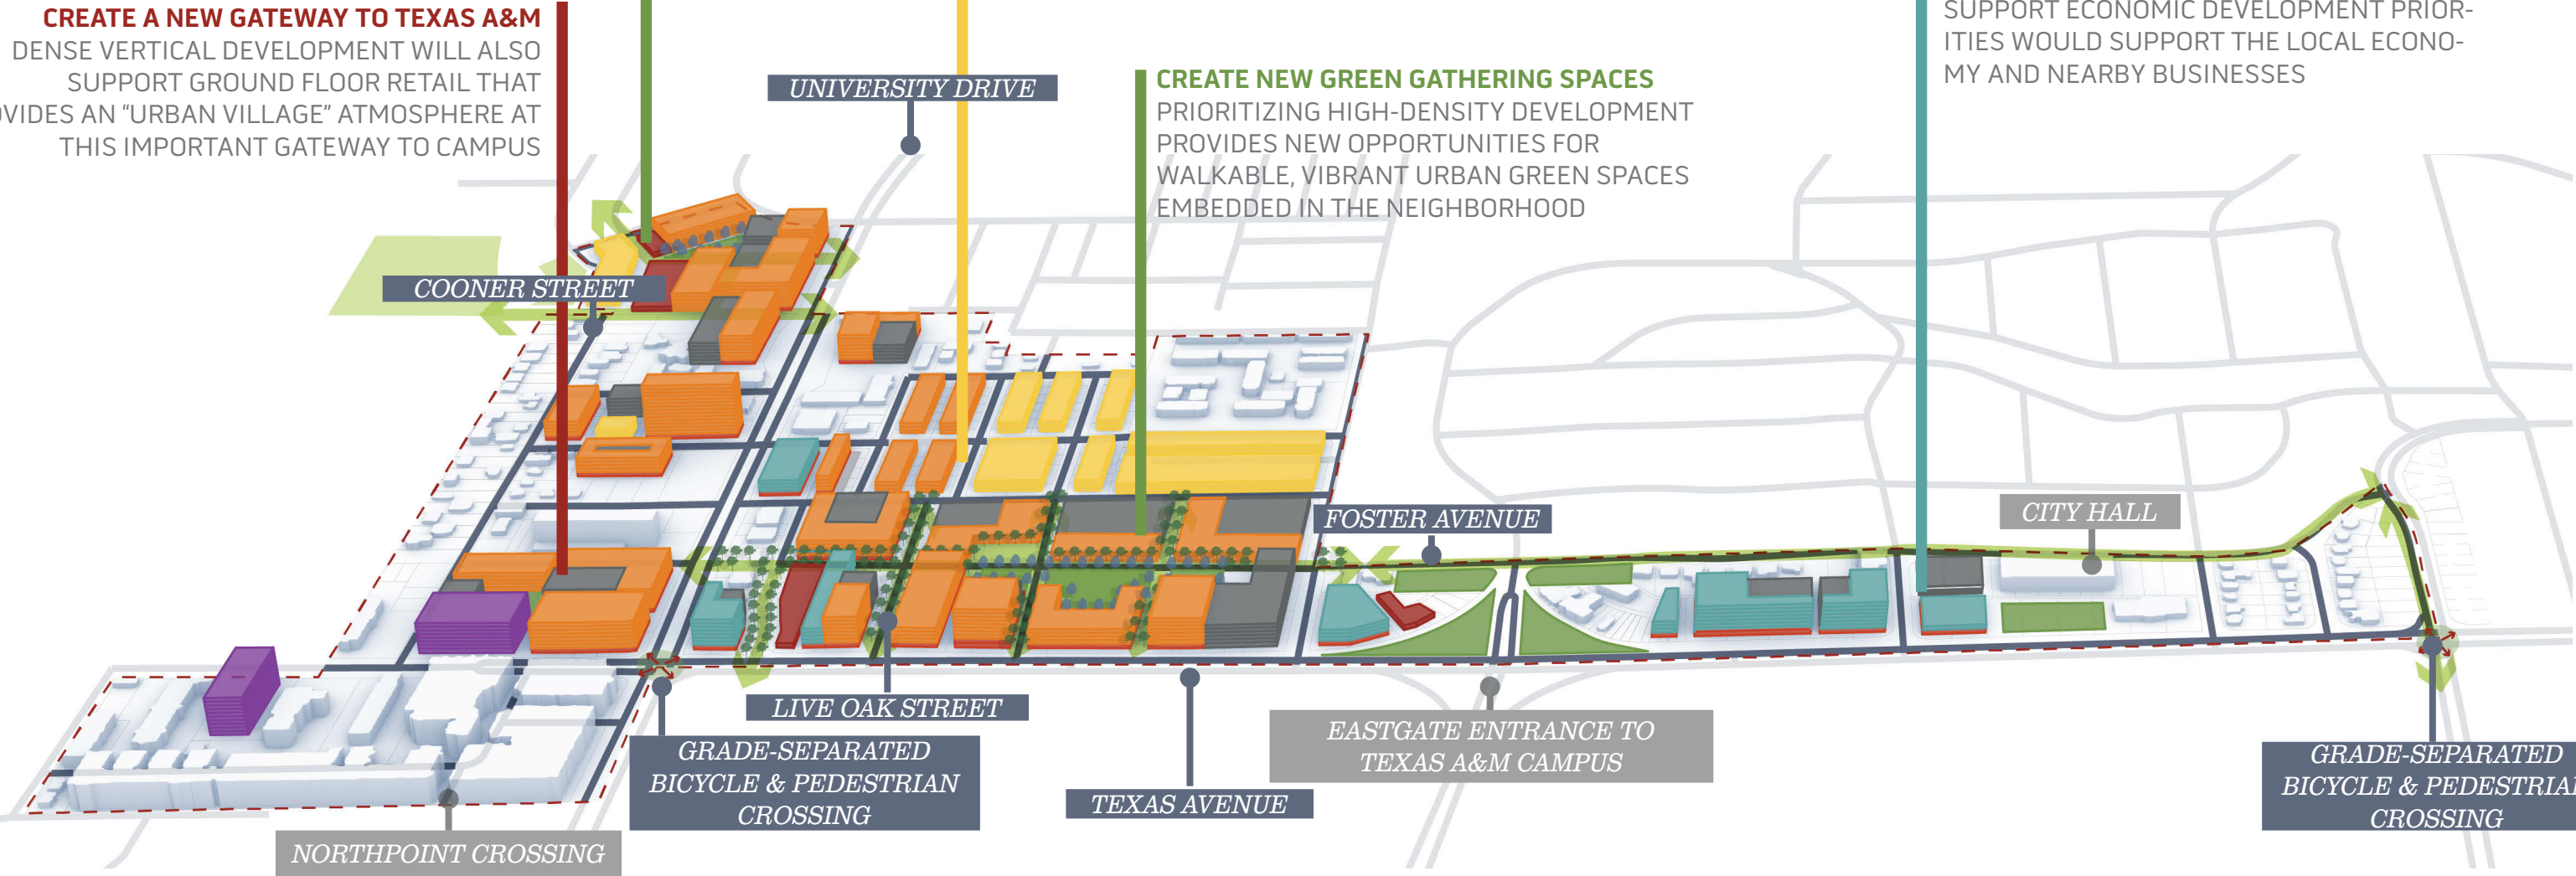 CREATE A NEW GATEWAY TO TEXAS A&M
DENSE VERTICAL DEVELOPMENT WILL ALSO
SUPPORT GROUND FLOOR RETAIL THAT
OVIDES AN “URBAN VILLAGE” ATMOSPHERE AT
THIS IMPORTANT GATEWAY TO CAMPUS
UNIVERSITY DRIVE
CREATE NEW GREEN GATHERING SPACES
PRIORITIZING HIGH-DENSITY DEVELOPMENT
PROVIDES NEW OPPORTUNITIES FOR
WALKABLE, VIBRANT URBAN GREEN SPACES
EMBEDDED IN THE NEIGHBORHOOD
SUPPORT ECONOMIC DEVELOPMENT PRIOR-
ITIES WOULD SUPPORT THE LOCAL ECONO-
MY AND NEARBY BUSINESSES
COONER STREET
FOSTER AVENUE
CITY HALL
LIVE OAK STREET
GRADE-SEPARATED
BICYCLE & PEDESTRIAN
CROSSING
TEXAS AVENUE
EASTGATE ENTRANCE TO
TEXAS A&M CAMPUS
GRADE-SEPARATED
BICYCLE & PEDESTRIAN
CROSSING
NORTHPOINT CROSSING